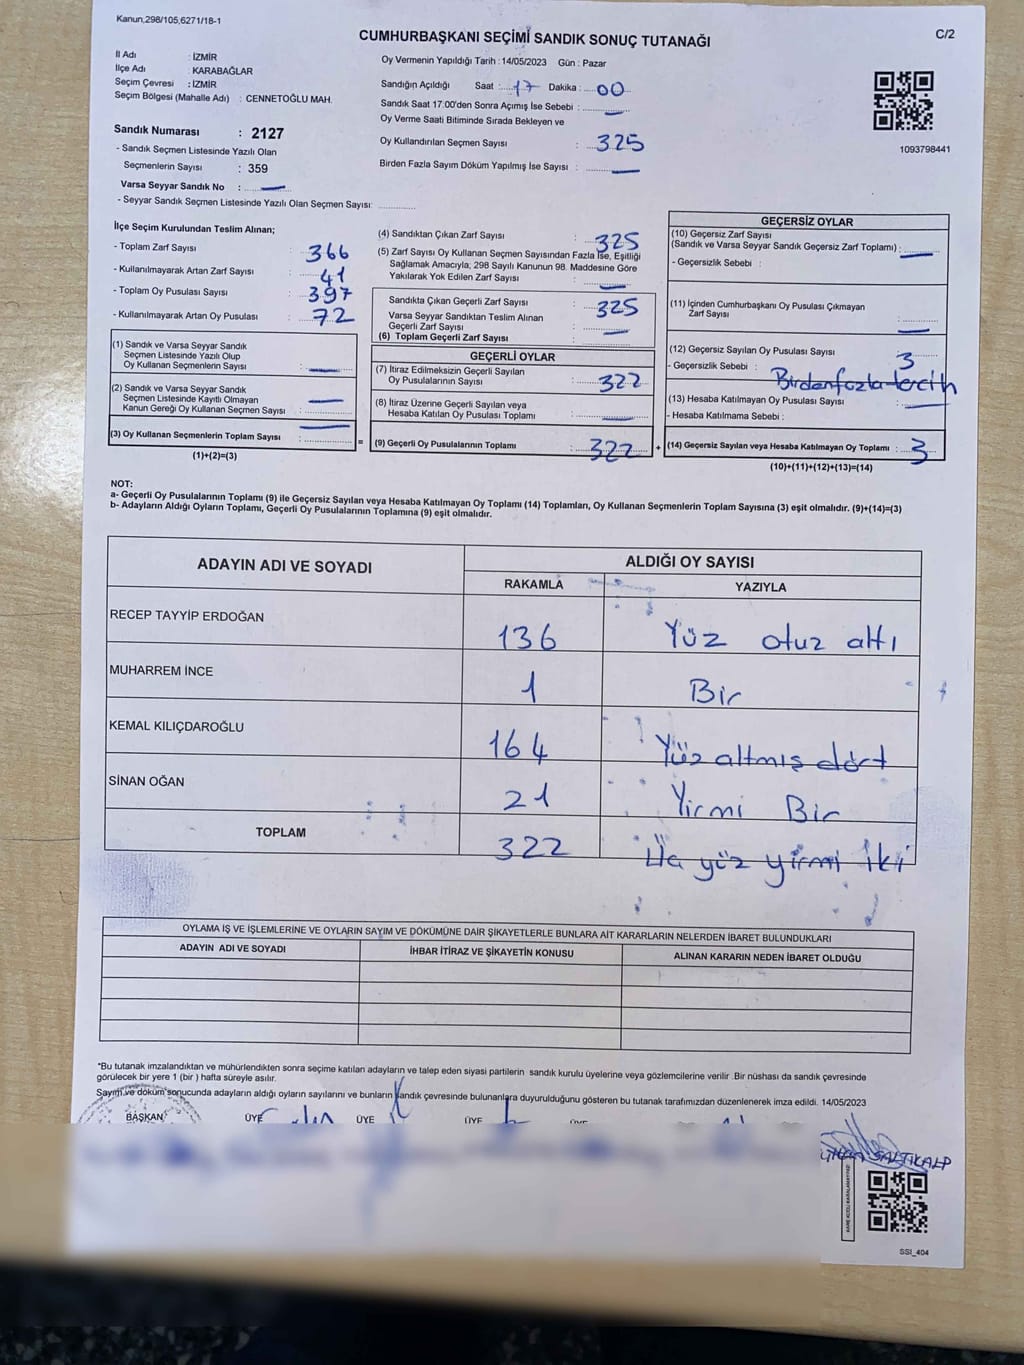 Kanun,298/105,6271/18-1
CUMHURBAŞKANI SEÇİMİ SANDIK SONUÇ TUTANAĞI
C/2
İl Adı : İZMİR
İlçe Adı : KARABAĞLAR
Seçim Çevresi : İZMİR
Seçim Bölgesi (Mahalle Adı) : CENNETOĞLU MAH.
Sandık Numarası : 2127
- Sandık Seçmen Listesinde Yazılı Olan
Seçmenlerin Sayısı : 359
Varsa Seyyar Sandık No : —
- Seyyar Sandık Seçmen Listesinde Yazılı Olan Seçmen Sayısı:
Oy Vermenin Yapıldığı Tarih : 14/05/2023 Gün : Pazar
Sandığın Açıldığı Saat : 17 Dakika : 00
Sandık Saat 17:00'den Sonra Açımış İse Sebebi : —
Oy Verme Saati Bitiminde Sırada Bekleyen ve
Oy Kullandırılan Seçmen Sayısı : 325
Birden Fazla Sayım Döküm Yapılmış İse Sayısı : —
1093798441
İlçe Seçim Kurulundan Teslim Alınan;
- Toplam Zarf Sayısı : 366
- Kullanılmayarak Artan Zarf Sayısı : 41
- Toplam Oy Pusulası Sayısı : 397
- Kullanılmayarak Artan Oy Pusulası : 72
(1) Sandık ve Varsa Seyyar Sandık
Seçmen Listesinde Yazılı Olup
Oy Kullanan Seçmenlerin Sayısı : —
(2) Sandık ve Varsa Seyyar Sandık
Seçmen Listesinde Kayıtlı Olmayan
Kanun Gereği Oy Kullanan Seçmen Sayısı : —
(3) Oy Kullanan Seçmenlerin Toplam Sayısı : —
(1)+(2)=(3)
(4) Sandıktan Çıkan Zarf Sayısı : 325
(5) Zarf Sayısı Oy Kullanan Seçmen Sayısından Fazla İse, Eşitliği
Sağlamak Amacıyla; 298 Sayılı Kanunun 98. Maddesine Göre
Yakılarak Yok Edilen Zarf Sayısı : —
Sandıkta Çıkan Geçerli Zarf Sayısı : 325
Varsa Seyyar Sandıktan Teslim Alınan
Geçerli Zarf Sayısı : —
(6) Toplam Geçerli Zarf Sayısı :
GEÇERLİ OYLAR
(7) İtiraz Edilmeksizin Geçerli Sayılan
Oy Pusulalarının Sayısı : 322
(8) İtiraz Üzerine Geçerli Sayılan veya
Hesaba Katılan Oy Pusulası Toplamı : —
(9) Geçerli Oy Pusulalarının Toplamı : 322
GEÇERSİZ OYLAR
(10) Geçersiz Zarf Sayısı
(Sandık ve Varsa Seyyar Sandık Geçersiz Zarf Toplamı) : —
- Geçersizlik Sebebi :
(11) İçinden Cumhurbaşkanı Oy Pusulası Çıkmayan
Zarf Sayısı : —
(12) Geçersiz Sayılan Oy Pusulası Sayısı : 3
- Geçersizlik Sebebi : Birden fazla tercih
(13) Hesaba Katılmayan Oy Pusulası Sayısı : —
- Hesaba Katılmama Sebebi :
(14) Geçersiz Sayılan veya Hesaba Katılmayan Oy Toplamı : 3
(10)+(11)+(12)+(13)=(14)
NOT:
a- Geçerli Oy Pusulalarının Toplamı (9) ile Geçersiz Sayılan veya Hesaba Katılmayan Oy Toplamı (14) Toplamları, Oy Kullanan Seçmenlerin Toplam Sayısına (3) eşit olmalıdır. (9)+(14)=(3)
b- Adayların Aldığı Oyların Toplamı, Geçerli Oy Pusulalarının Toplamına (9) eşit olmalıdır.
ADAYIN ADI VE SOYADI ALDIĞI OY SAYISI
RAKAMLA YAZIYLA
RECEP TAYYİP ERDOĞAN 136 Yüz otuz altı
MUHARREM İNCE 1 Bir
KEMAL KILIÇDAROĞLU 164 Yüz altmış dört
SİNAN OĞAN 21 Yirmi Bir
TOPLAM 322 Üç yüz yirmi iki
OYLAMA İŞ VE İŞLEMLERİNE VE OYLARIN SAYIM VE DÖKÜMÜNE DAİR ŞİKAYETLERLE BUNLARA AİT KARARLARIN NELERDEN İBARET BULUNDUKLARI
ADAYIN ADI VE SOYADI İHBAR İTİRAZ VE ŞİKAYETİN KONUSU ALINAN KARARIN NEDEN İBARET OLDUĞU
*Bu tutanak imzalandıktan ve mühürlendikten sonra seçime katılan adayların ve talep eden siyasi partilerin sandık kurulu üyelerine veya gözlemcilerine verilir .Bir nüshası da sandık çevresinde
görülecek bir yere 1 (bir ) hafta süreyle asılır.
Sayım ve döküm sonucunda adayların aldığı oyların sayılarını ve bunların sandık çevresinde bulunanlara duyurulduğunu gösteren bu tutanak tarafımızdan düzenlenerek imza edildi. 14/05/2023
BAŞKAN ÜYE ÜYE ÜYE ÜYE
SALTIKALP
SSI_404